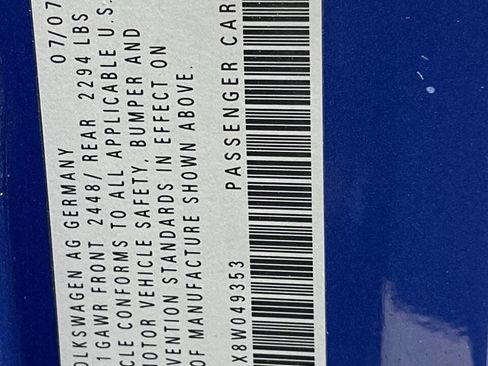 OLKSWAGEN AG GERMANY 07/07
1GAWR FRONT 2448/ REAR 2294 LBS
CLE CONFORMS TO ALL APPLICABLE U.S.
MOTOR VEHICLE SAFETY, BUMPER AND
VENTION STANDARDS IN EFFECT ON
OF MANUFACTURE SHOWN ABOVE.
X8W049353 PASSENGER CAR